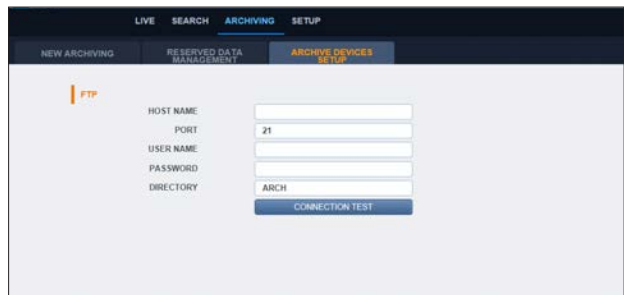 LIVE SEARCH ARCHIVING SETUP
NEW ARCHIVING RESERVED DATA MANAGEMENT ARCHIVE DEVICES SETUP
FTP
HOST NAME
PORT 21
USER NAME
PASSWORD
DIRECTORY ARCH
CONNECTION TEST